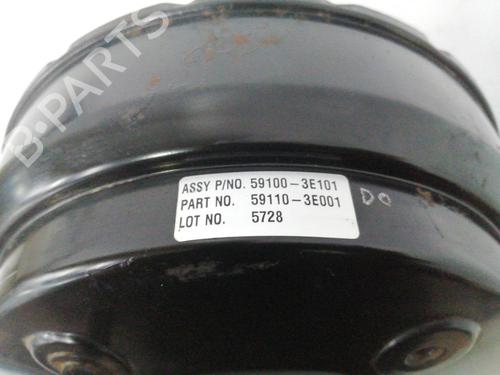 B-PARTS
ASSY P/NO. 59100-3E101
PART NO. 59110-3E001
LOT NO. 5728
DO